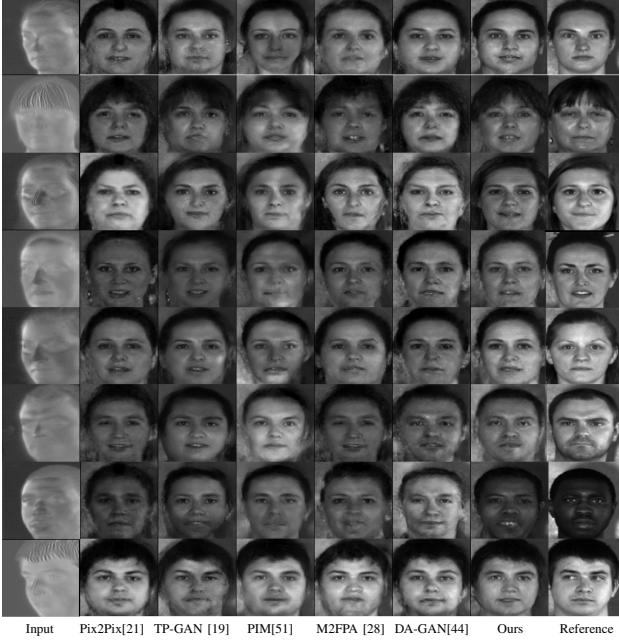 Input Pix2Pix[21] TP-GAN [19] PIM[51] M2FPA [28] DA-GAN[44] Ours Reference